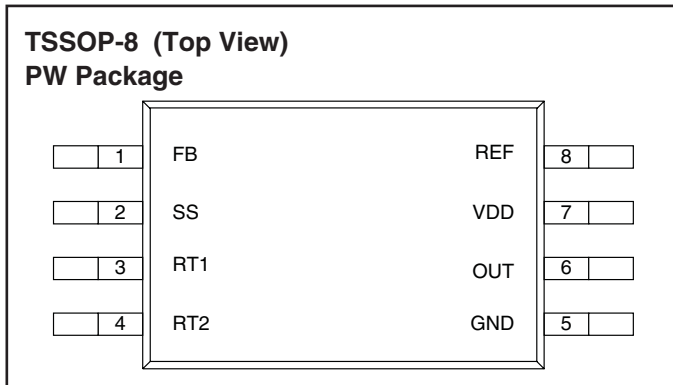 TSSOP-8 (Top View)
PW Package
1 FB REF 8
2 SS VDD 7
3 RT1 OUT 6
4 RT2 GND 5